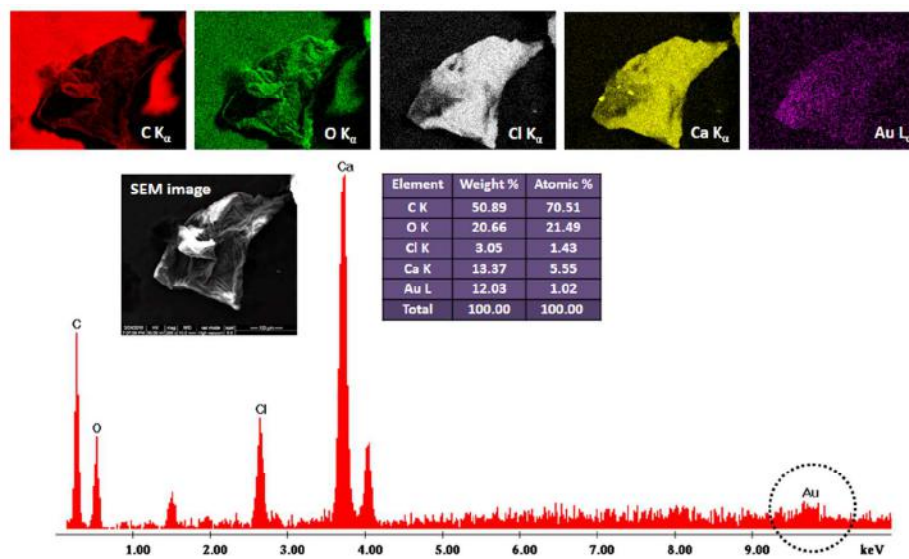 C Kα
O Kα
Cl Kα
Ca Kα
Au Lα
SEM image
Element Weight % Atomic %
C K 50.89 70.51
O K 20.66 21.49
Cl K 3.05 1.43
Ca K 13.37 5.55
Au L 12.03 1.02
Total 100.00 100.00
Ca
C
O
Cl
Au
1.00 2.00 3.00 4.00 5.00 6.00 7.00 8.00 9.00 keV